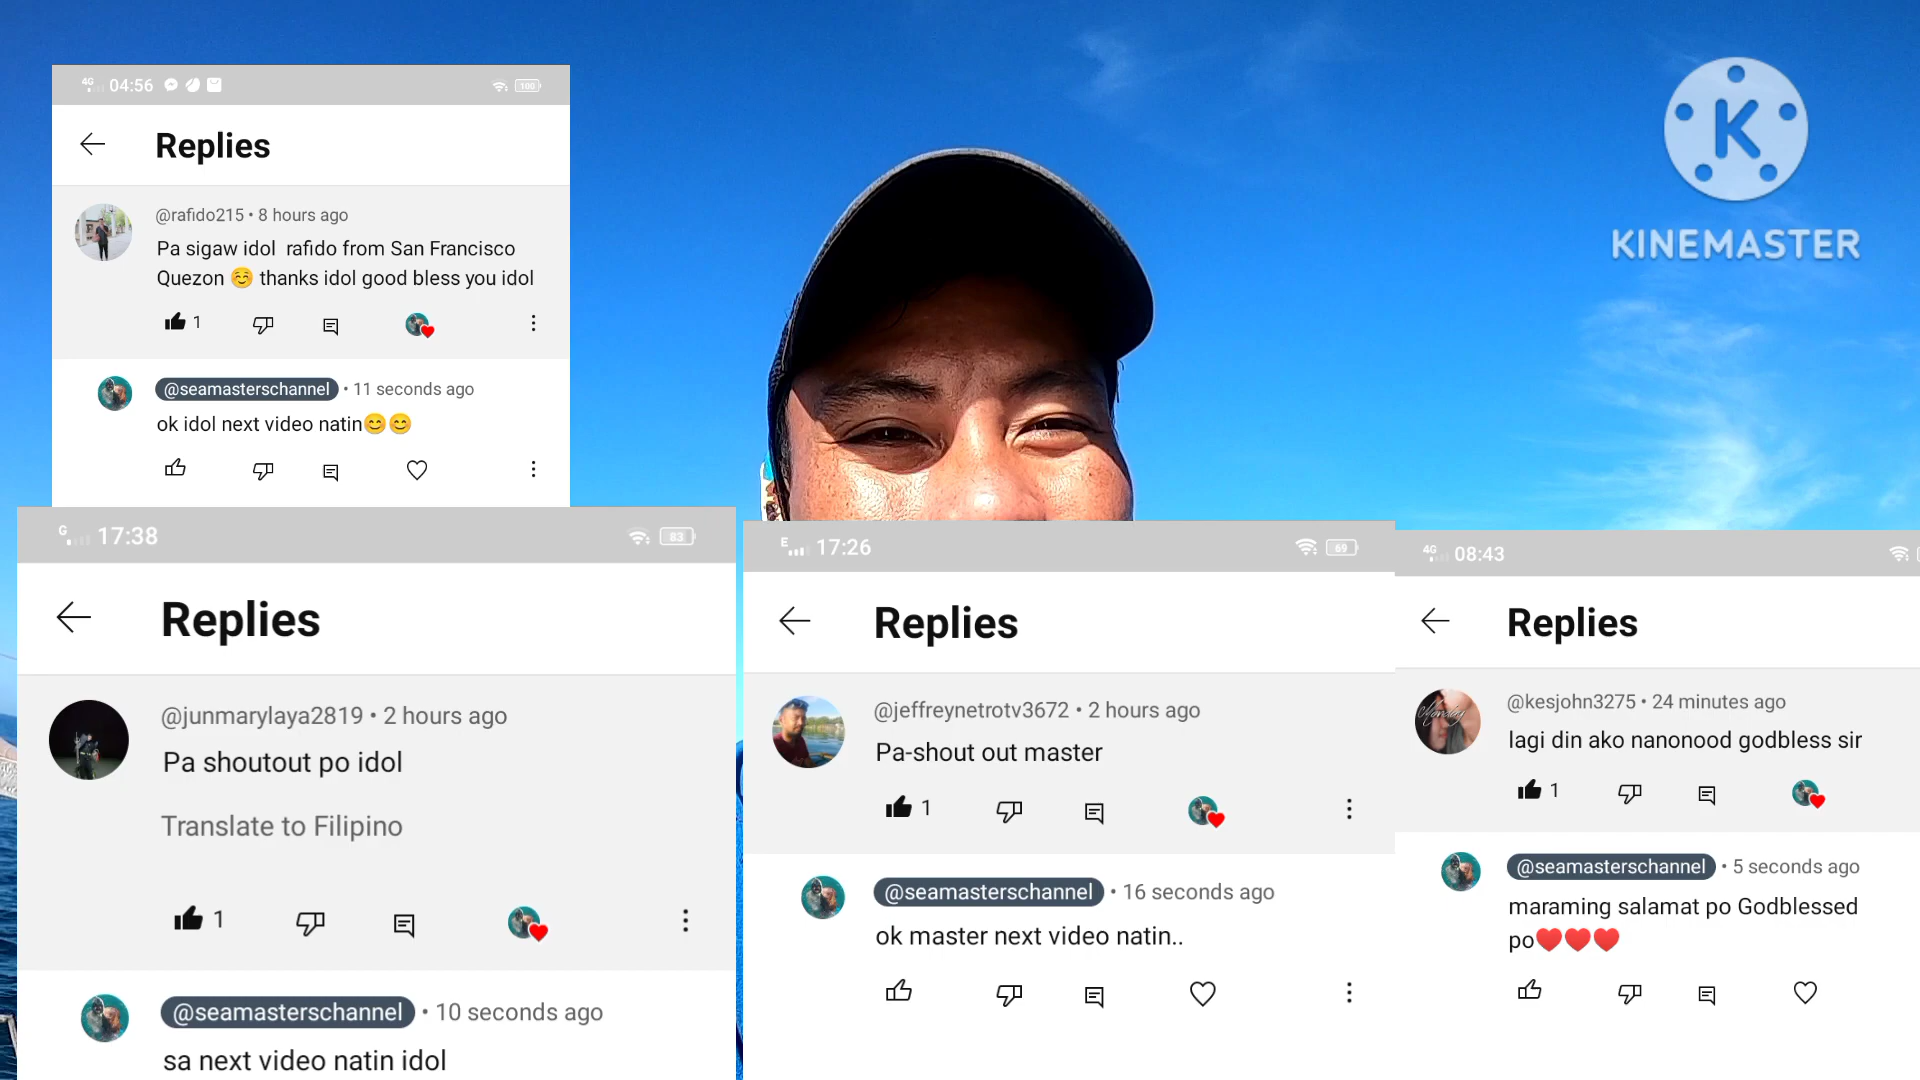 4G 04:56 100
Replies
@rafido215 • 8 hours ago
Pa sigaw idol rafido from San Francisco
Quezon 😊 thanks idol good bless you idol
1
@seamasterschannel • 11 seconds ago
ok idol next video natin😊😊
K
KINEMASTER
G 17:38 83
Replies
@junmarylaya2819 • 2 hours ago
Pa shoutout po idol
Translate to Filipino
1
@seamasterschannel • 10 seconds ago
sa next video natin idol
E 17:26 69
Replies
@jeffreynetrotv3672 • 2 hours ago
Pa-shout out master
1
@seamasterschannel • 16 seconds ago
ok master next video natin..
4G 08:43
Replies
@kesjohn3275 • 24 minutes ago
lagi din ako nanonood godbless sir
1
@seamasterschannel • 5 seconds ago
maraming salamat po Godblessed
po♥️♥️♥️